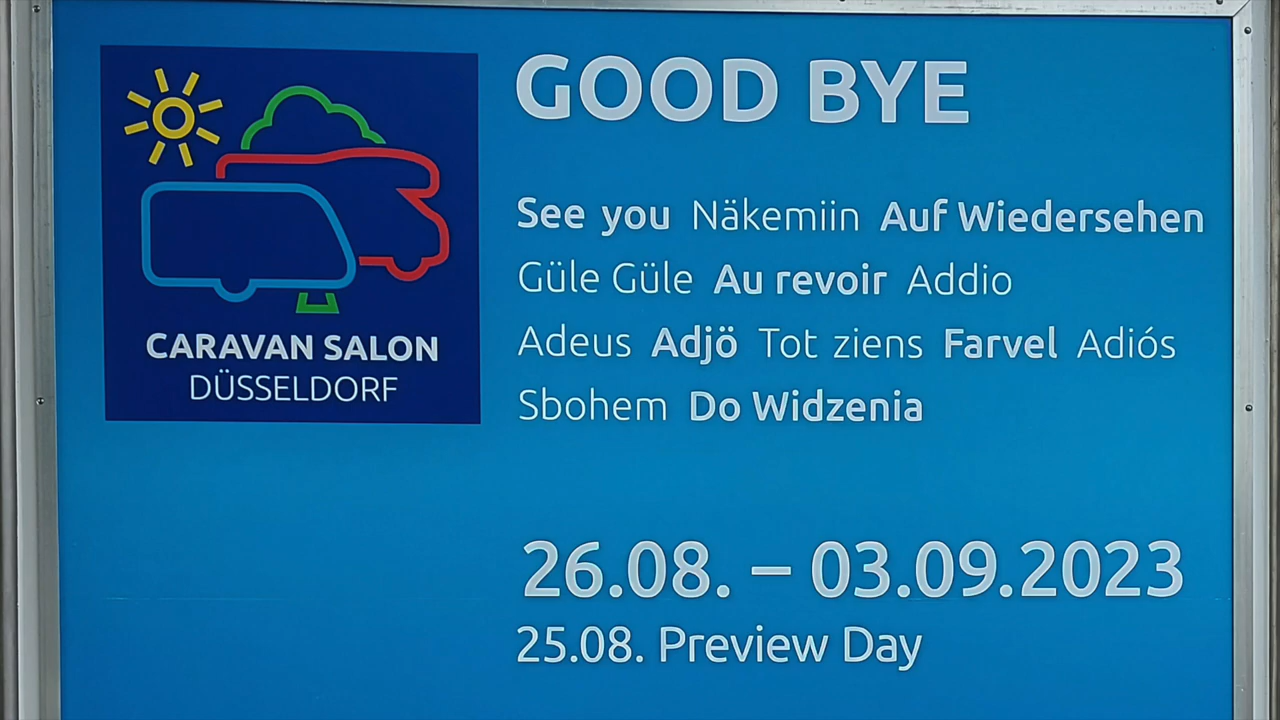 CARAVAN SALON
DÜSSELDORF
GOOD BYE
See you Näkemiin Auf Wiedersehen
Güle Güle Au revoir Addio
Adeus Adjö Tot ziens Farvel Adiós
Sbohem Do Widzenia
26.08. – 03.09.2023
25.08. Preview Day